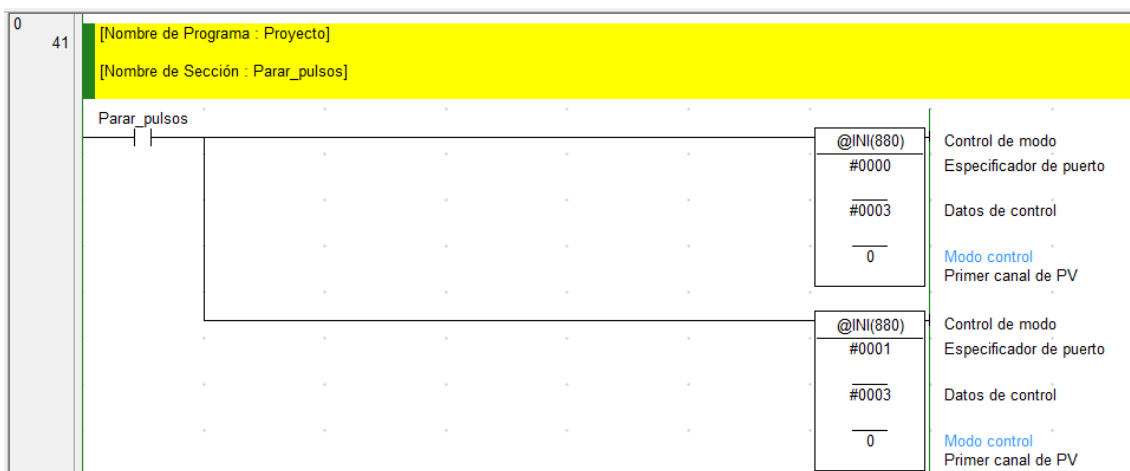 0
41
[Nombre de Programa : Proyecto]
[Nombre de Sección : Parar_pulsos]
Parar_pulsos
@INI(880) Control de modo
#0000 Especificador de puerto
#0003 Datos de control
0 Modo control
Primer canal de PV
@INI(880) Control de modo
#0001 Especificador de puerto
#0003 Datos de control
0 Modo control
Primer canal de PV